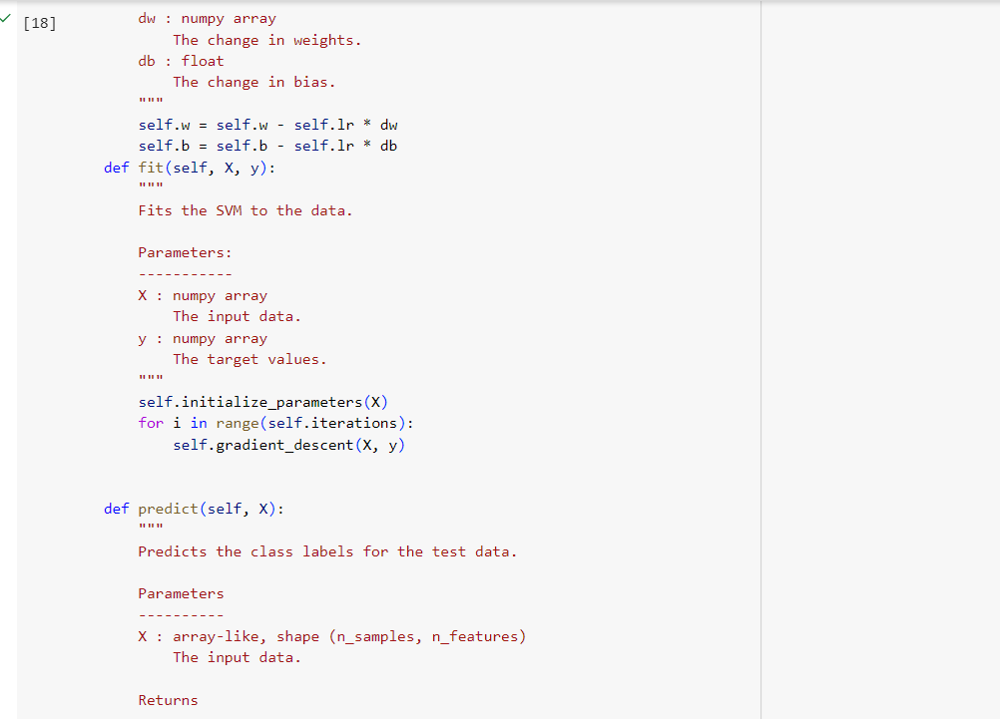 [18]
dw : numpy array
The change in weights.
db : float
The change in bias.
"""
self.w = self.w - self.lr * dw
self.b = self.b - self.lr * db
def fit(self, X, y):
"""
Fits the SVM to the data.
Parameters:
-----------
X : numpy array
The input data.
y : numpy array
The target values.
"""
self.initialize_parameters(X)
for i in range(self.iterations):
self.gradient_descent(X, y)
def predict(self, X):
"""
Predicts the class labels for the test data.
Parameters
----------
X : array-like, shape (n_samples, n_features)
The input data.
Returns